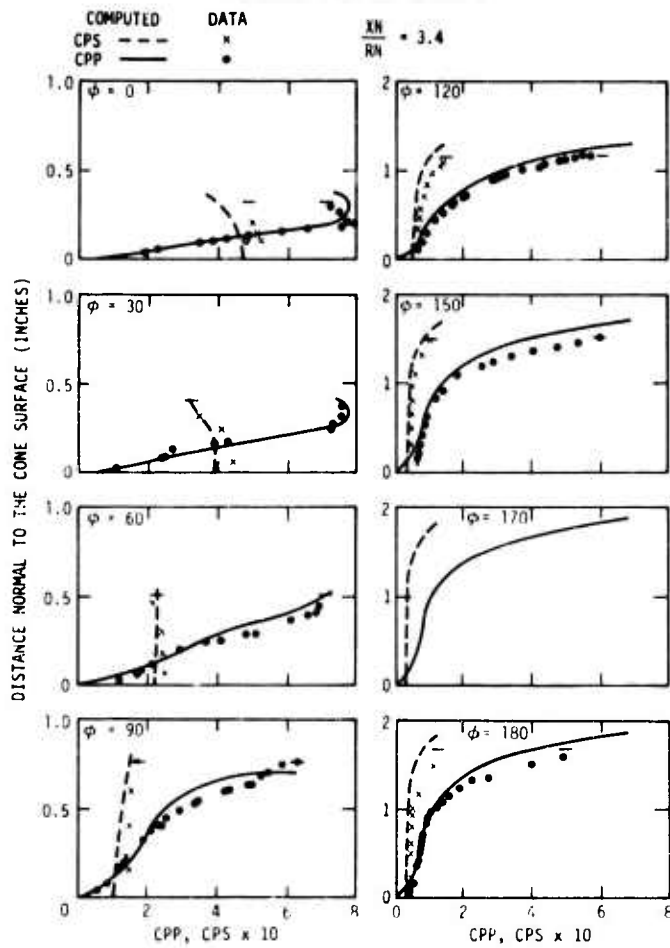 COMPUTED DATA
CPS x
CPP •
XN
RN
= 3.4
DISTANCE NORMAL TO THE CONE SURFACE (INCHES)
1.0
0.5
0
φ = 0
2
1
0
φ = 120
1.0
0.5
0
φ = 30
2
1
0
φ = 150
1.0
0.5
0
φ = 60
2
1
0
φ = 170
1.0
0.5
0
φ = 90
2
1
0
φ = 180
0 2 4 6 8
0 2 4 6 8
CPP, CPS x 10
CPP, CPS x 10